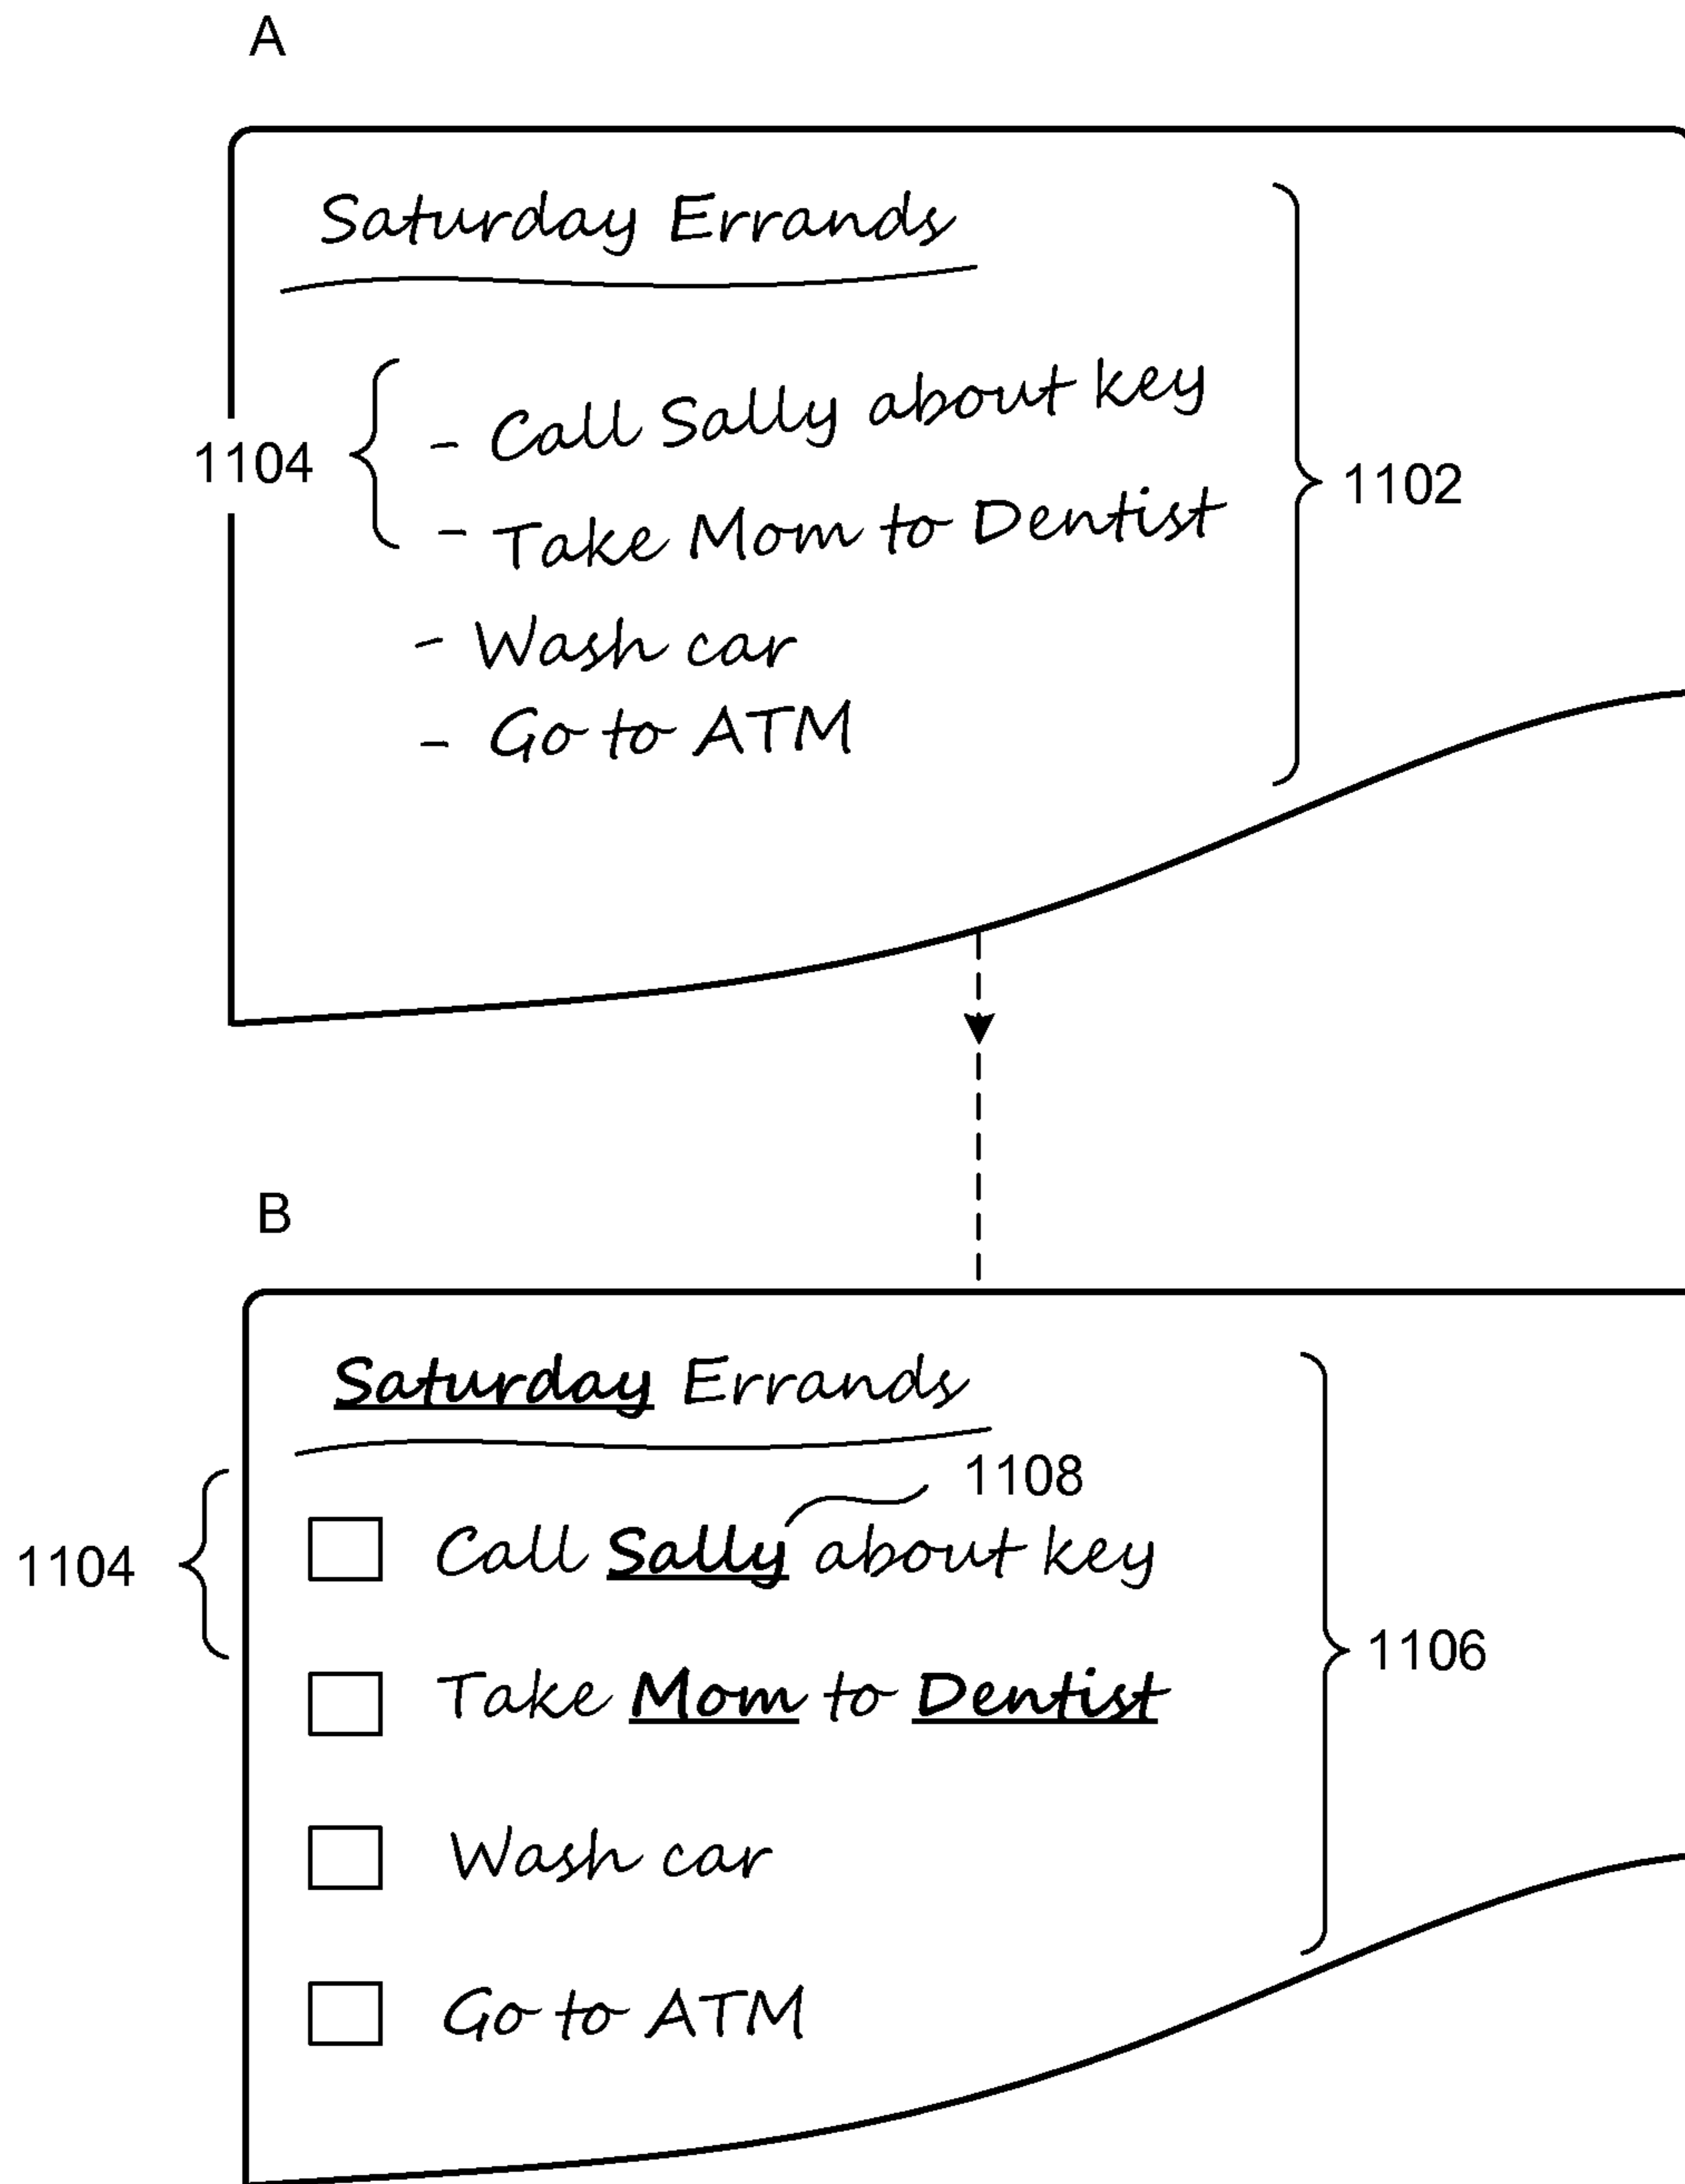 A
Saturday Errands
1104
- Call Sally about key
1102
- Take Mom to Dentist
- Wash car
- Go to ATM
B
Saturday Errands
1108
1104
Call Sally about key
1106
Take Mom to Dentist
Wash car
Go to ATM